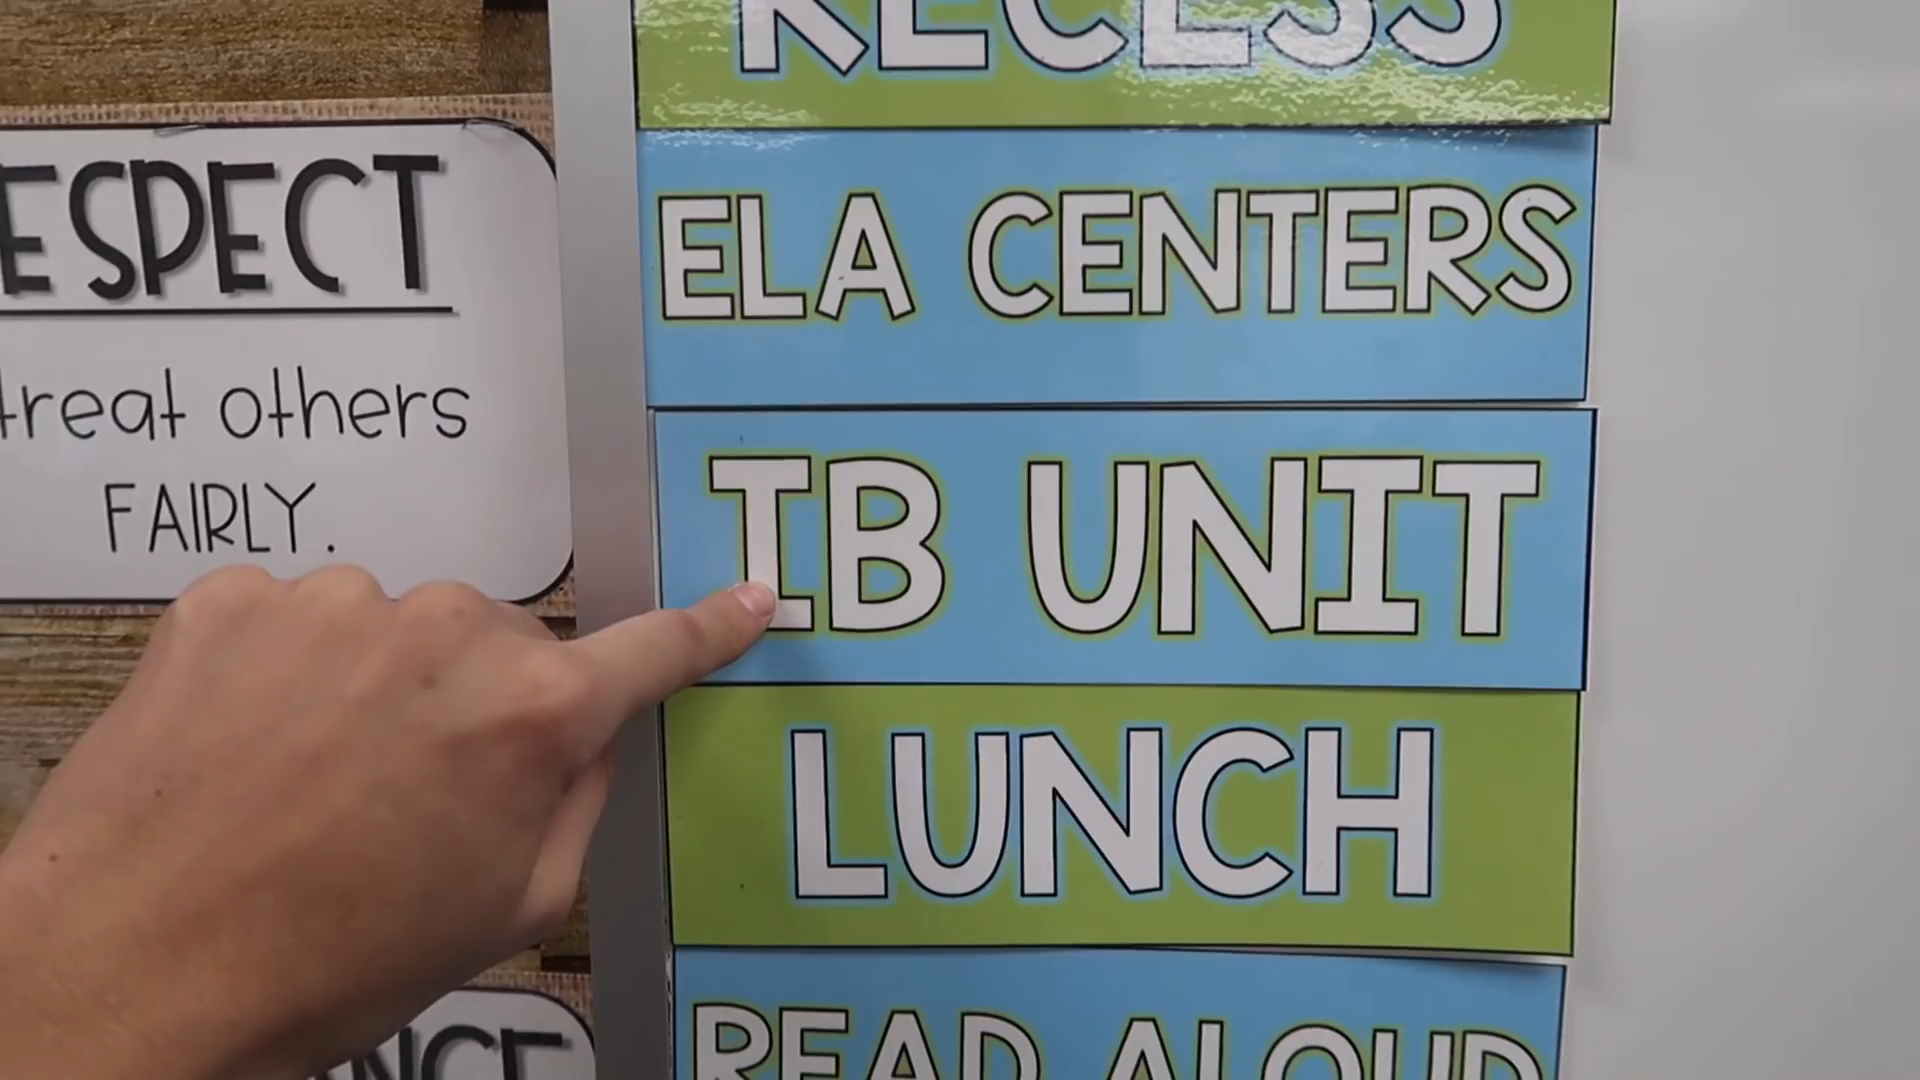 RECESS
ELA CENTERS
IB UNIT
LUNCH
READ ALOUD
ESPECT
treat others
FAIRLY.